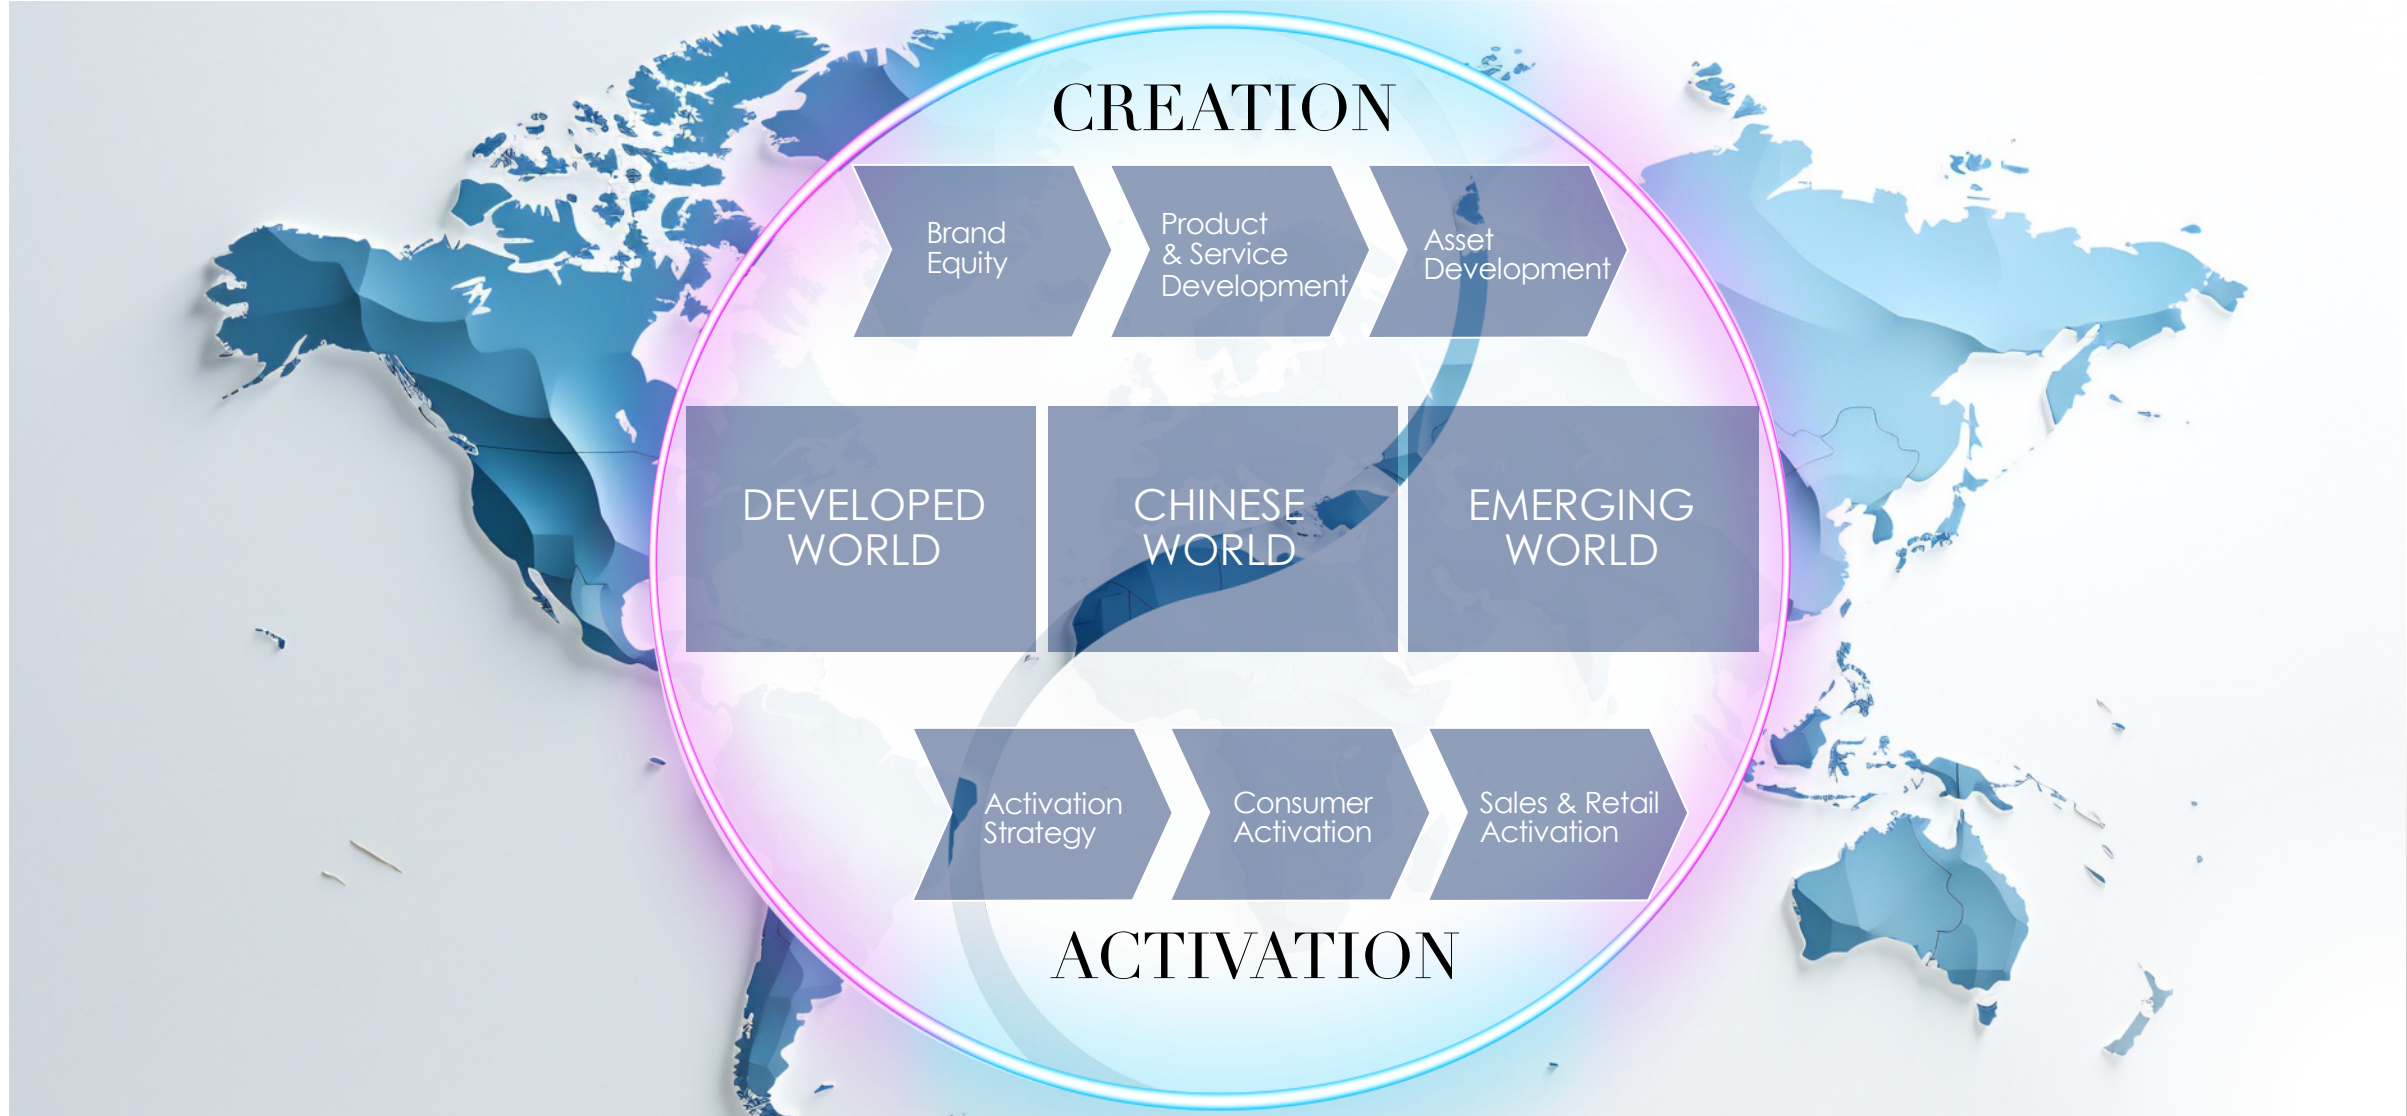 CREATION
Brand
Equity
Product
& Service
Development
Asset
Development
DEVELOPED
WORLD
CHINESE
WORLD
EMERGING
WORLD
Activation
Strategy
Consumer
Activation
Sales & Retail
Activation
ACTIVATION